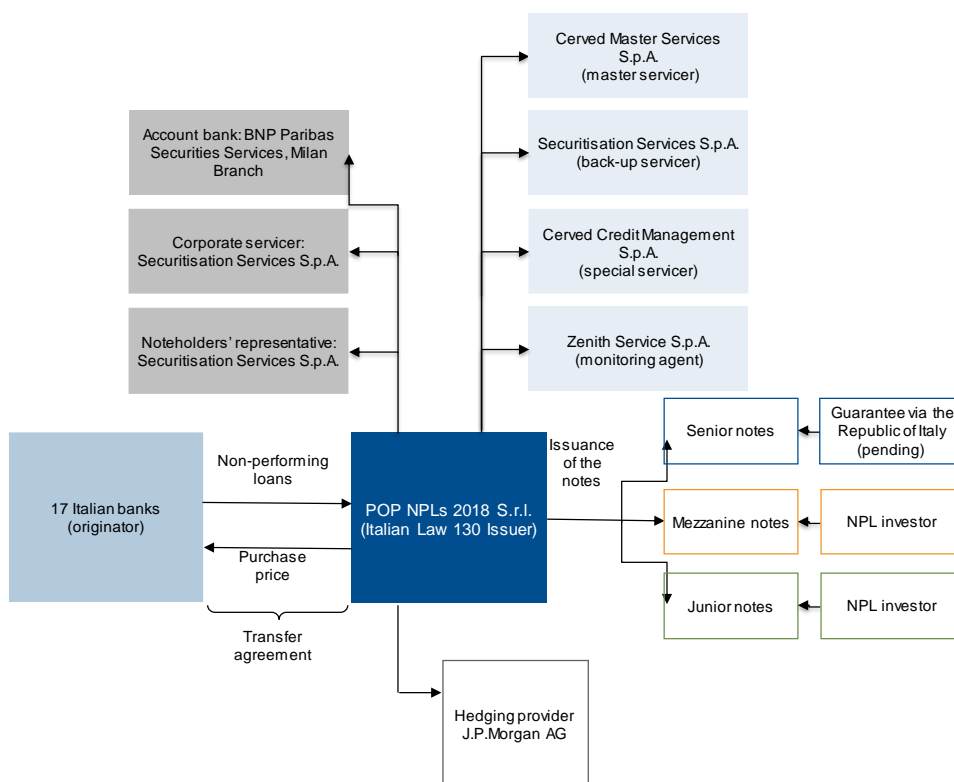 Cerved Master Services
S.p.A.
(master servicer)
Account bank: BNP Paribas
Securities Services, Milan
Branch
Securitisation Services S.p.A.
(back-up servicer)
Corporate servicer:
Securitisation Services S.p.A.
Cerved Credit Management
S.p.A.
(special servicer)
Noteholders’ representative:
Securitisation Services S.p.A.
Zenith Service S.p.A.
(monitoring agent)
17 Italian banks
(originator)
Non-performing
loans
Purchase
price
Transfer
agreement
POP NPLs 2018 S.r.l.
(Italian Law 130 Issuer)
Issuance
of the
notes
Senior notes
Guarantee via the
Republic of Italy
(pending)
Mezzanine notes
NPL investor
Junior notes
NPL investor
Hedging provider
J.P.Morgan AG